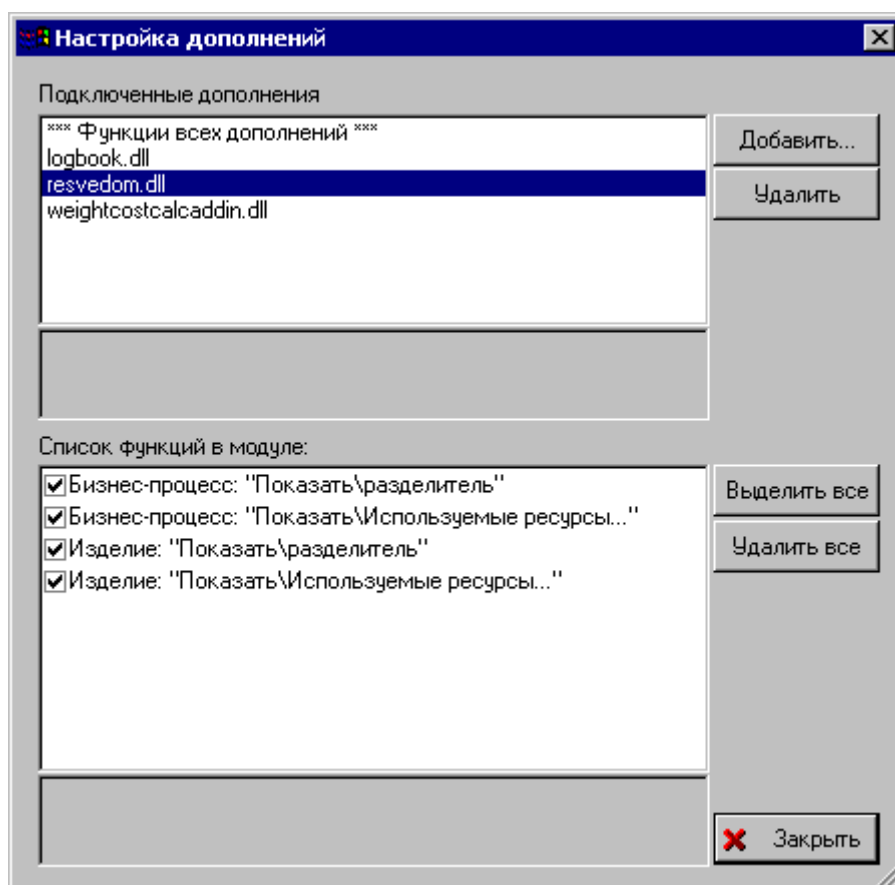 Настройка дополнений
Подключенные дополнения
*** Функции всех дополнений ***
logbook.dll
resvedom.dll
weightcostcalcaddin.dll
Добавить...
Удалить
Список функций в модуле:
Бизнес-процесс: "Показать\разделитель"
Бизнес-процесс: "Показать\Используемые ресурсы..."
Изделие: "Показать\разделитель"
Изделие: "Показать\Используемые ресурсы..."
Выделить все
Удалить все
Закрыть